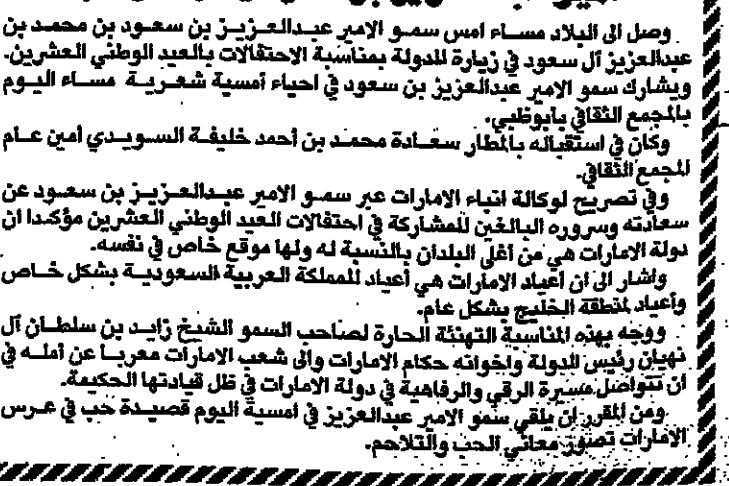 وصل الى البلاد مساء امس سمو الامير عبدالعزيز بن سعود بن محمد بن
عبدالعزيز آل سعود في زيارة للدولة بمناسبة الاحتفالات بالعيد الوطني العشرين.
ويشارك سمو الامير عبدالعزيز بن سعود في احياء أمسية شعرية مساء اليوم
بالمجمع الثقافي بأبوظبي.
وكان في استقباله بالمطار سعادة محمد بن أحمد خليفة السويدي أمين عام
المجمع الثقافي.
وفي تصريح لوكالة انباء الامارات عبر سمو الامير عبدالعزيز بن سعود عن
سعادته وسروره البالغين للمشاركة في احتفالات العيد الوطني العشرين مؤكدا ان
دولة الامارات هي من أغلى البلدان بالنسبة له ولها موقع خاص في نفسه.
واشار الى ان أعياد الامارات هي أعياد للمملكة العربية السعودية بشكل خاص
وأعياد لمنطقة الخليج بشكل عام.
ووجه بهذه المناسبة التهنئة الحارة لصاحب السمو الشيخ زايد بن سلطان آل
نهيان رئيس الدولة واخوانه حكام الامارات والى شعب الامارات معربا عن أمله في
ان تتواصل مسيرة الرقي والرفاهية في دولة الامارات في ظل قيادتها الحكيمة.
ومن المقرر ان يلقي سمو الامير عبدالعزيز في امسية اليوم قصيدة حب في عرس
الامارات تصور معاني الحب والتلاحم.